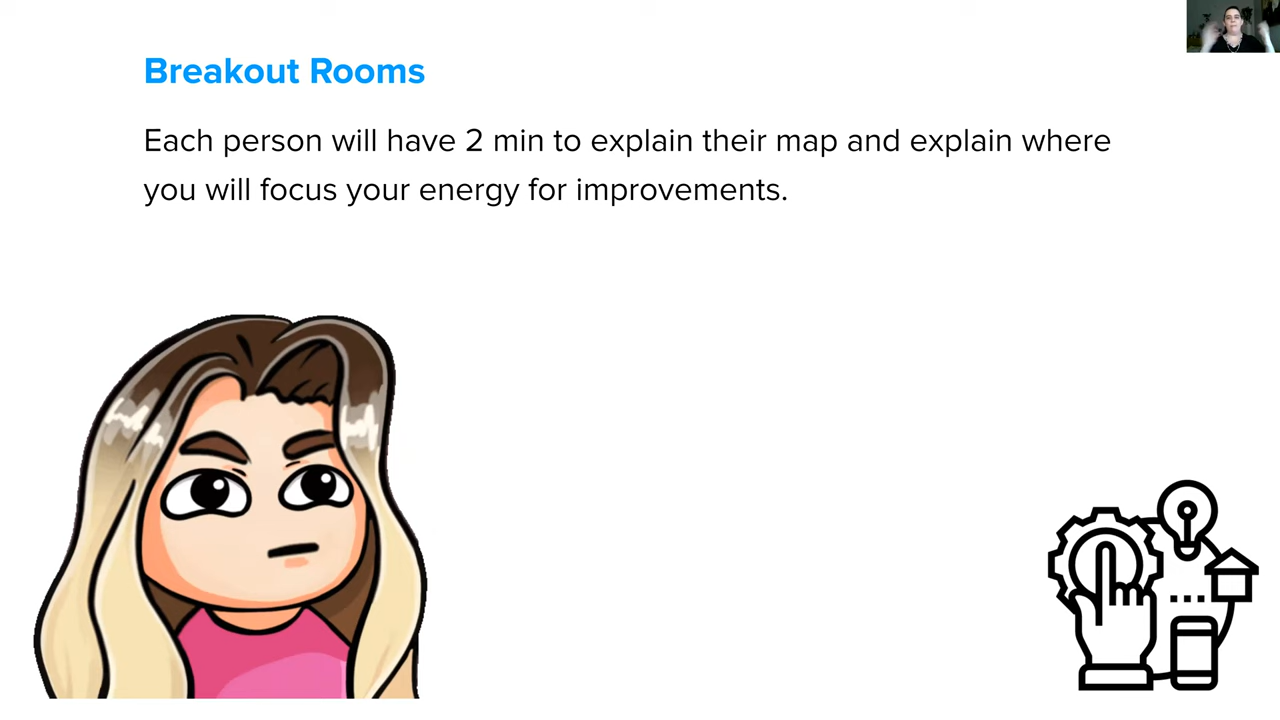 Breakout Rooms
Each person will have 2 min to explain their map and explain where
you will focus your energy for improvements.